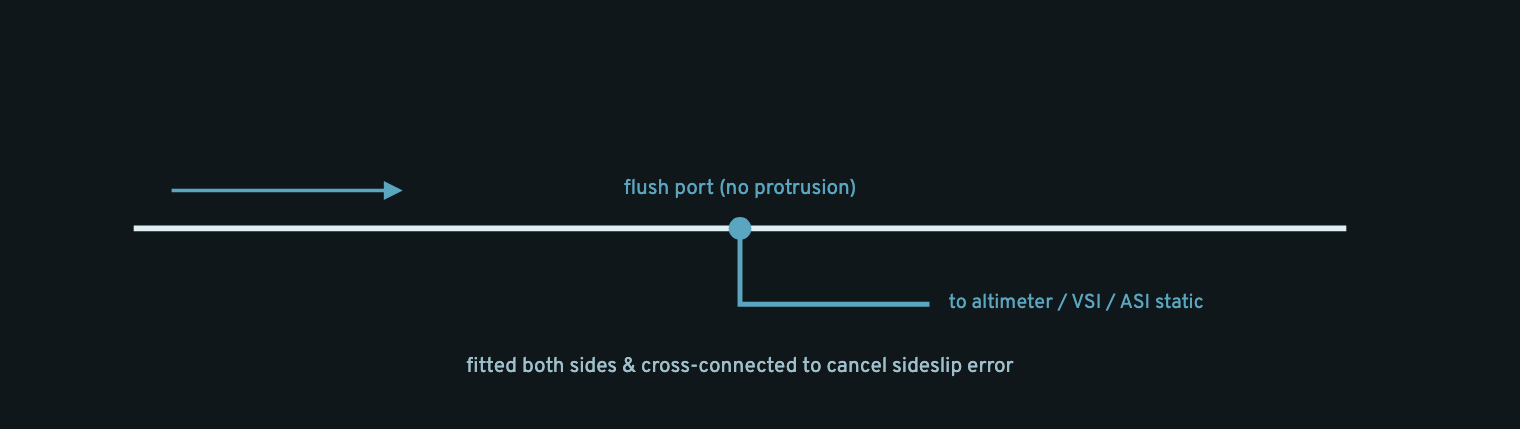 flush port (no protrusion)
to altimeter / VSI / ASI static
fitted both sides & cross-connected to cancel sideslip error